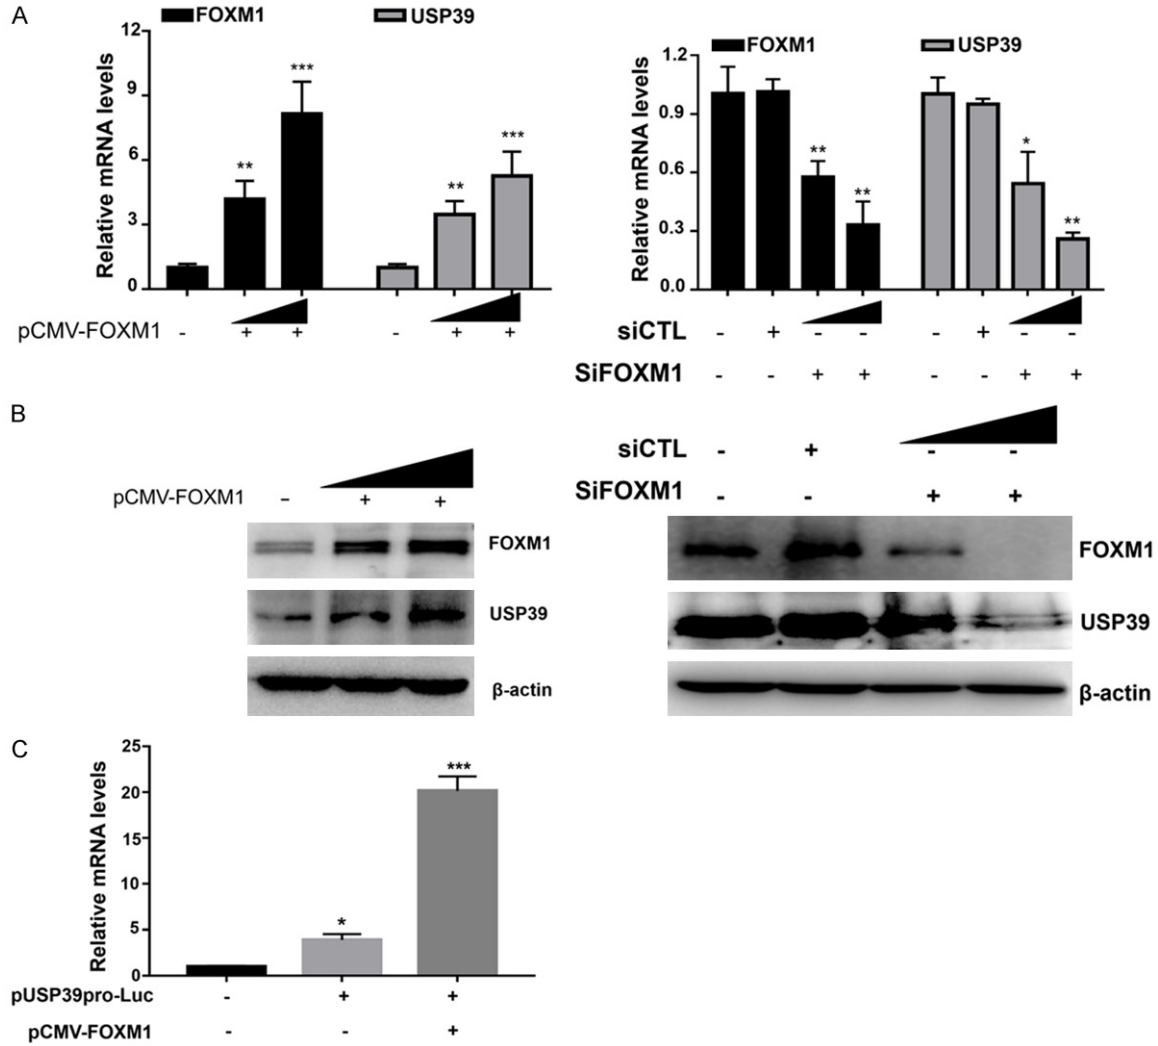 A
FOXM1 USP39
Relative mRNA levels
12
9
6
3
0
** *** ** ***
pCMV-FOXM1 - + + - + +
FOXM1 USP39
Relative mRNA levels
1.2
0.9
0.6
0.3
0.0
** ** * **
siCTL - + - - - + - -
SiFOXM1 - - + + - - + +
B
pCMV-FOXM1 - + +
FOXM1
USP39
β-actin
siCTL - + - -
SiFOXM1 - - + +
FOXM1
USP39
β-actin
C
Relative mRNA levels
25
20
15
10
5
0
* ***
pUSP39pro-Luc - + +
pCMV-FOXM1 - - +